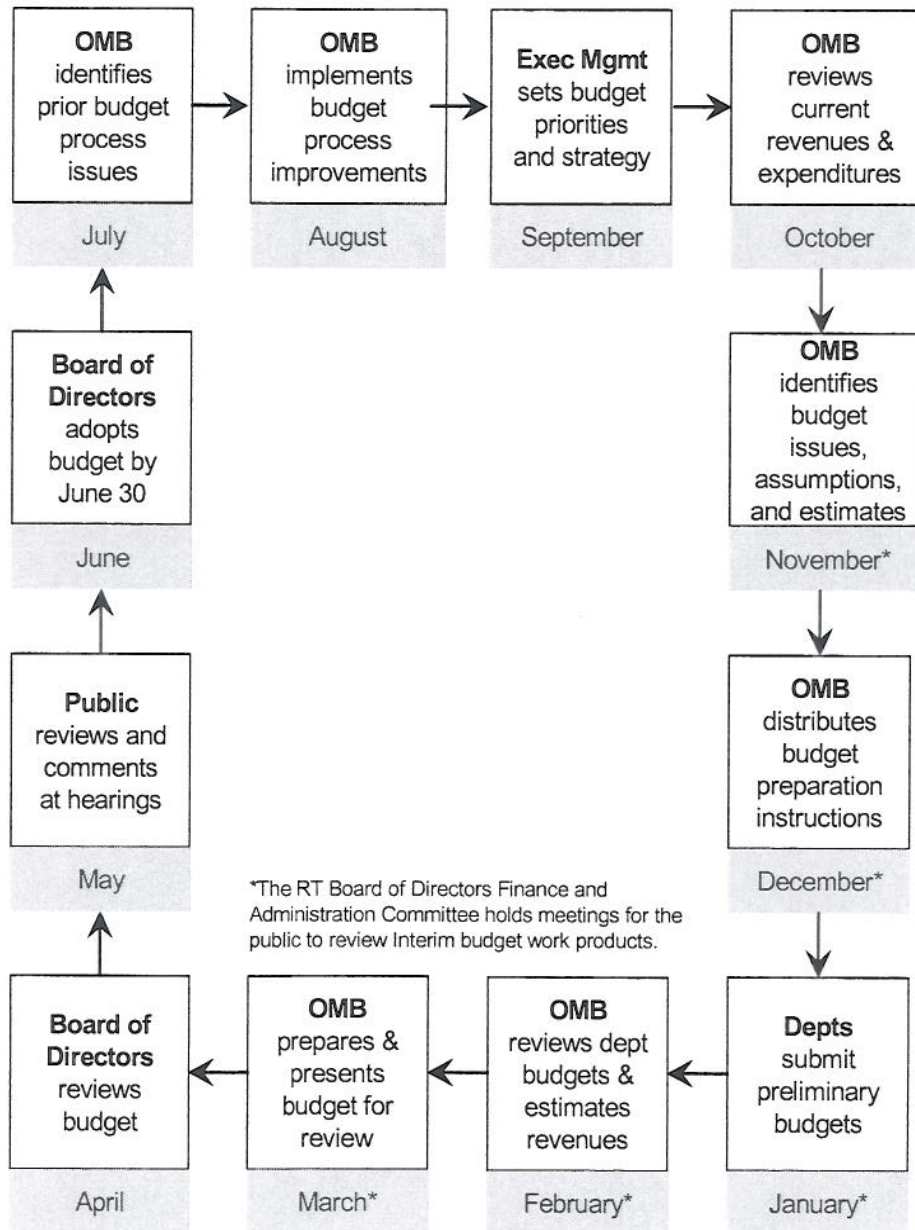 OMB
identifies
prior budget
process
issues
July
OMB
implements
budget
process
improvements
August
Exec Mgmt
sets budget
priorities
and strategy
September
OMB
reviews
current
revenues &
expenditures
October
OMB
identifies
budget
issues,
assumptions,
and estimates
November*
OMB
distributes
budget
preparation
instructions
December*
Depts
submit
preliminary
budgets
January*
OMB
reviews dept
budgets &
estimates
revenues
February*
OMB
prepares &
presents
budget for
review
March*
Board of
Directors
reviews
budget
April
Public
reviews and
comments
at hearings
May
Board of
Directors
adopts
budget by
June 30
June
*The RT Board of Directors Finance and
Administration Committee holds meetings for the
public to review Interim budget work products.